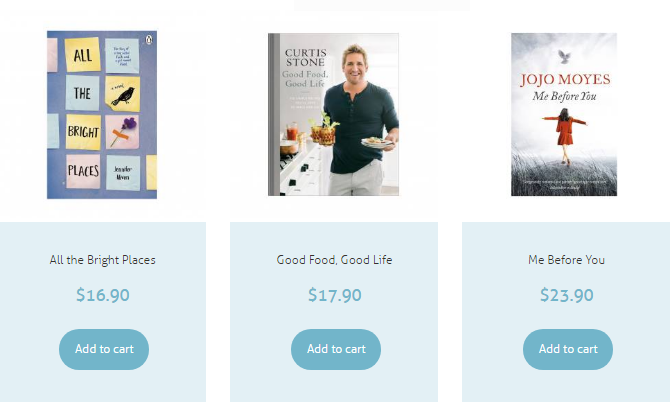 ALL
THE
a novel
BRIGHT
PLACES
Jennifer
Niven
CURTIS
STONE
Good Food,
Good Life
JOJO MOYES
Me Before You
All the Bright Places
Good Food, Good Life
Me Before You
$16.90
$17.90
$23.90
Add to cart
Add to cart
Add to cart